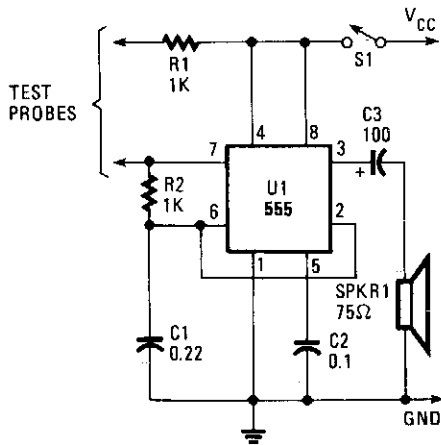 V_CC
S1
R1
1K
TEST
PROBES
C3
100
4
8
7
3
+
R2
1K
U1
555
6
2
1
5
SPKR1
75Ω
C1
0.22
C2
0.1
GND